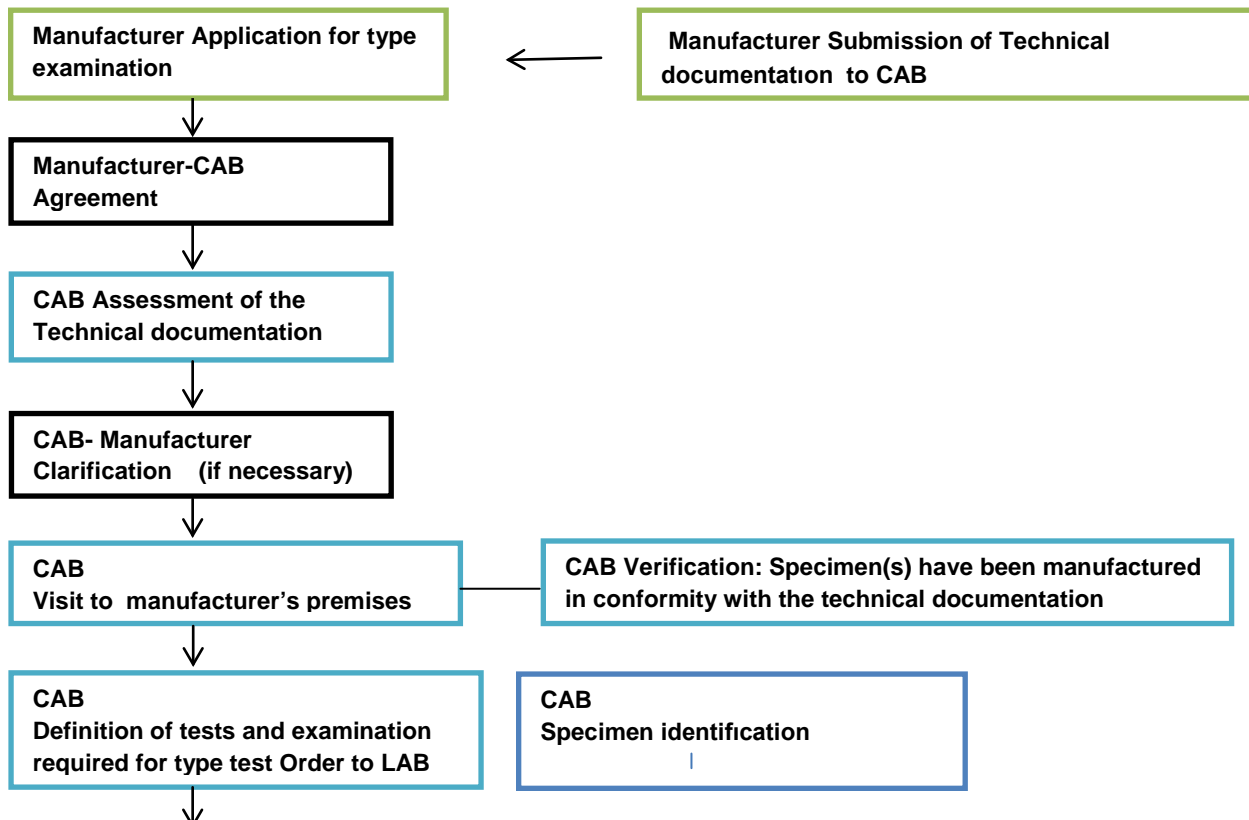 Manufacturer Application for type
examination
Manufacturer Submission of Technical
documentation to CAB
Manufacturer-CAB
Agreement
CAB Assessment of the
Technical documentation
CAB- Manufacturer
Clarification (if necessary)
CAB
Visit to manufacturer's premises
CAB Verification: Specimen(s) have been manufactured
in conformity with the technical documentation
CAB
Definition of tests and examination
required for type test Order to LAB
CAB
Specimen identification